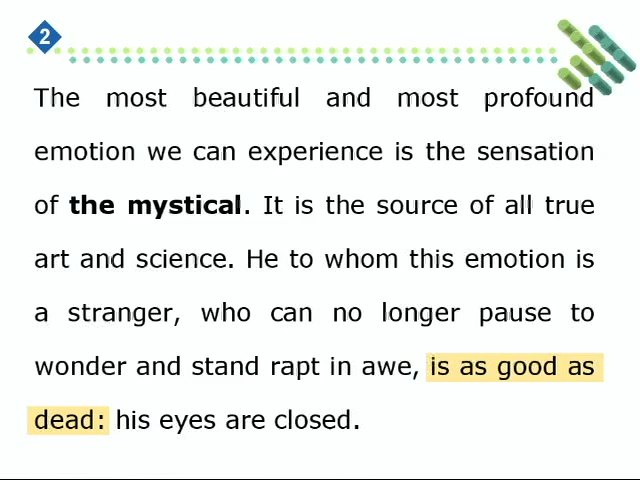 2
The most beautiful and most profound
emotion we can experience is the sensation
of the mystical. It is the source of all true
art and science. He to whom this emotion is
a stranger, who can no longer pause to
wonder and stand rapt in awe, is as good as
dead: his eyes are closed.